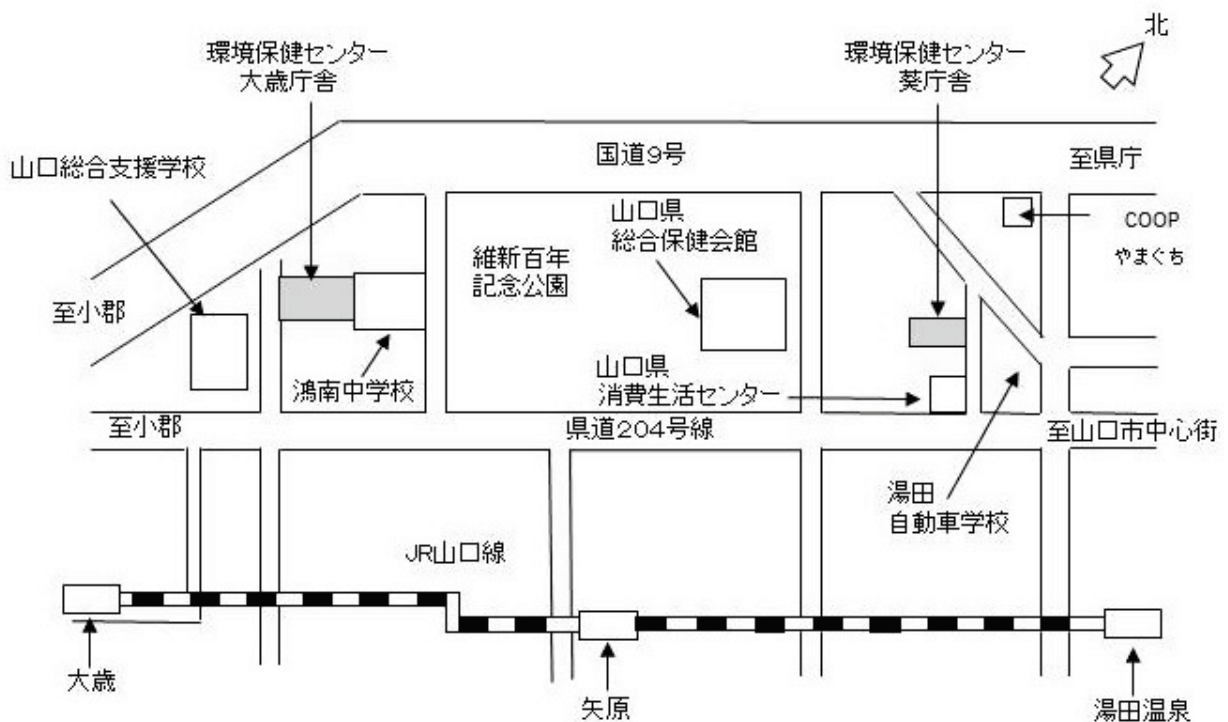 北
環境保健センター
大歳庁舎
環境保健センター
葵庁舎
国道9号
至県庁
山口総合支援学校
山口県
総合保健会館
COOP
やまぐち
維新百年
記念公園
至小郡
鴻南中学校
山口県
消費生活センター
至小郡
県道204号線
至山口市中心街
湯田
自動車学校
JR山口線
大歳
矢原
湯田温泉